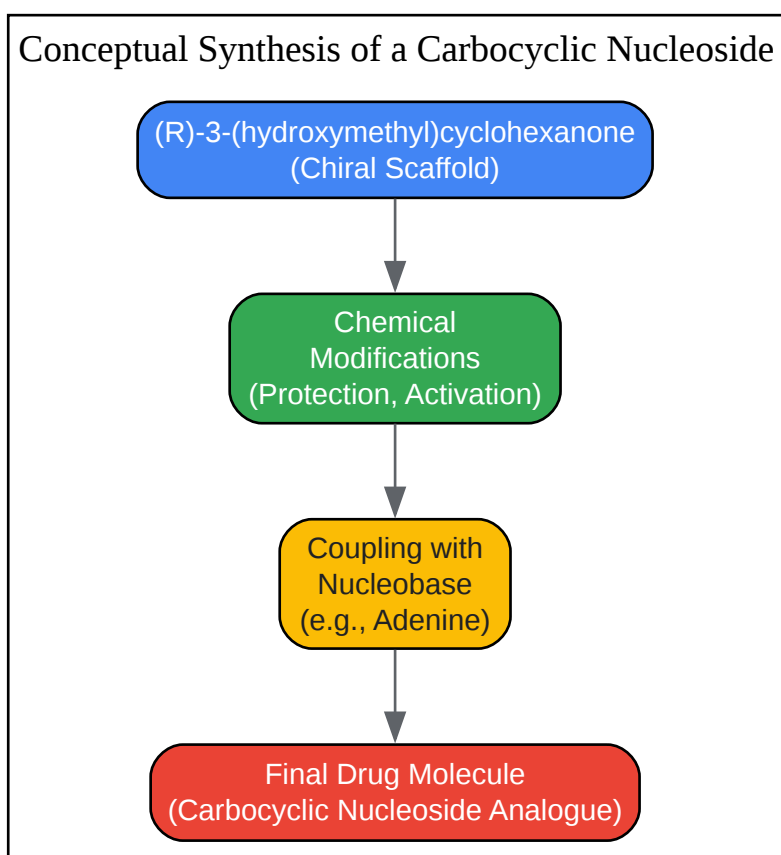 Conceptual Synthesis of a Carbocyclic Nucleoside
(R)-3-(hydroxymethyl)cyclohexanone
(Chiral Scaffold)
Chemical
Modifications
(Protection, Activation)
Coupling with
Nucleobase
(e.g., Adenine)
Final Drug Molecule
(Carbocyclic Nucleoside Analogue)